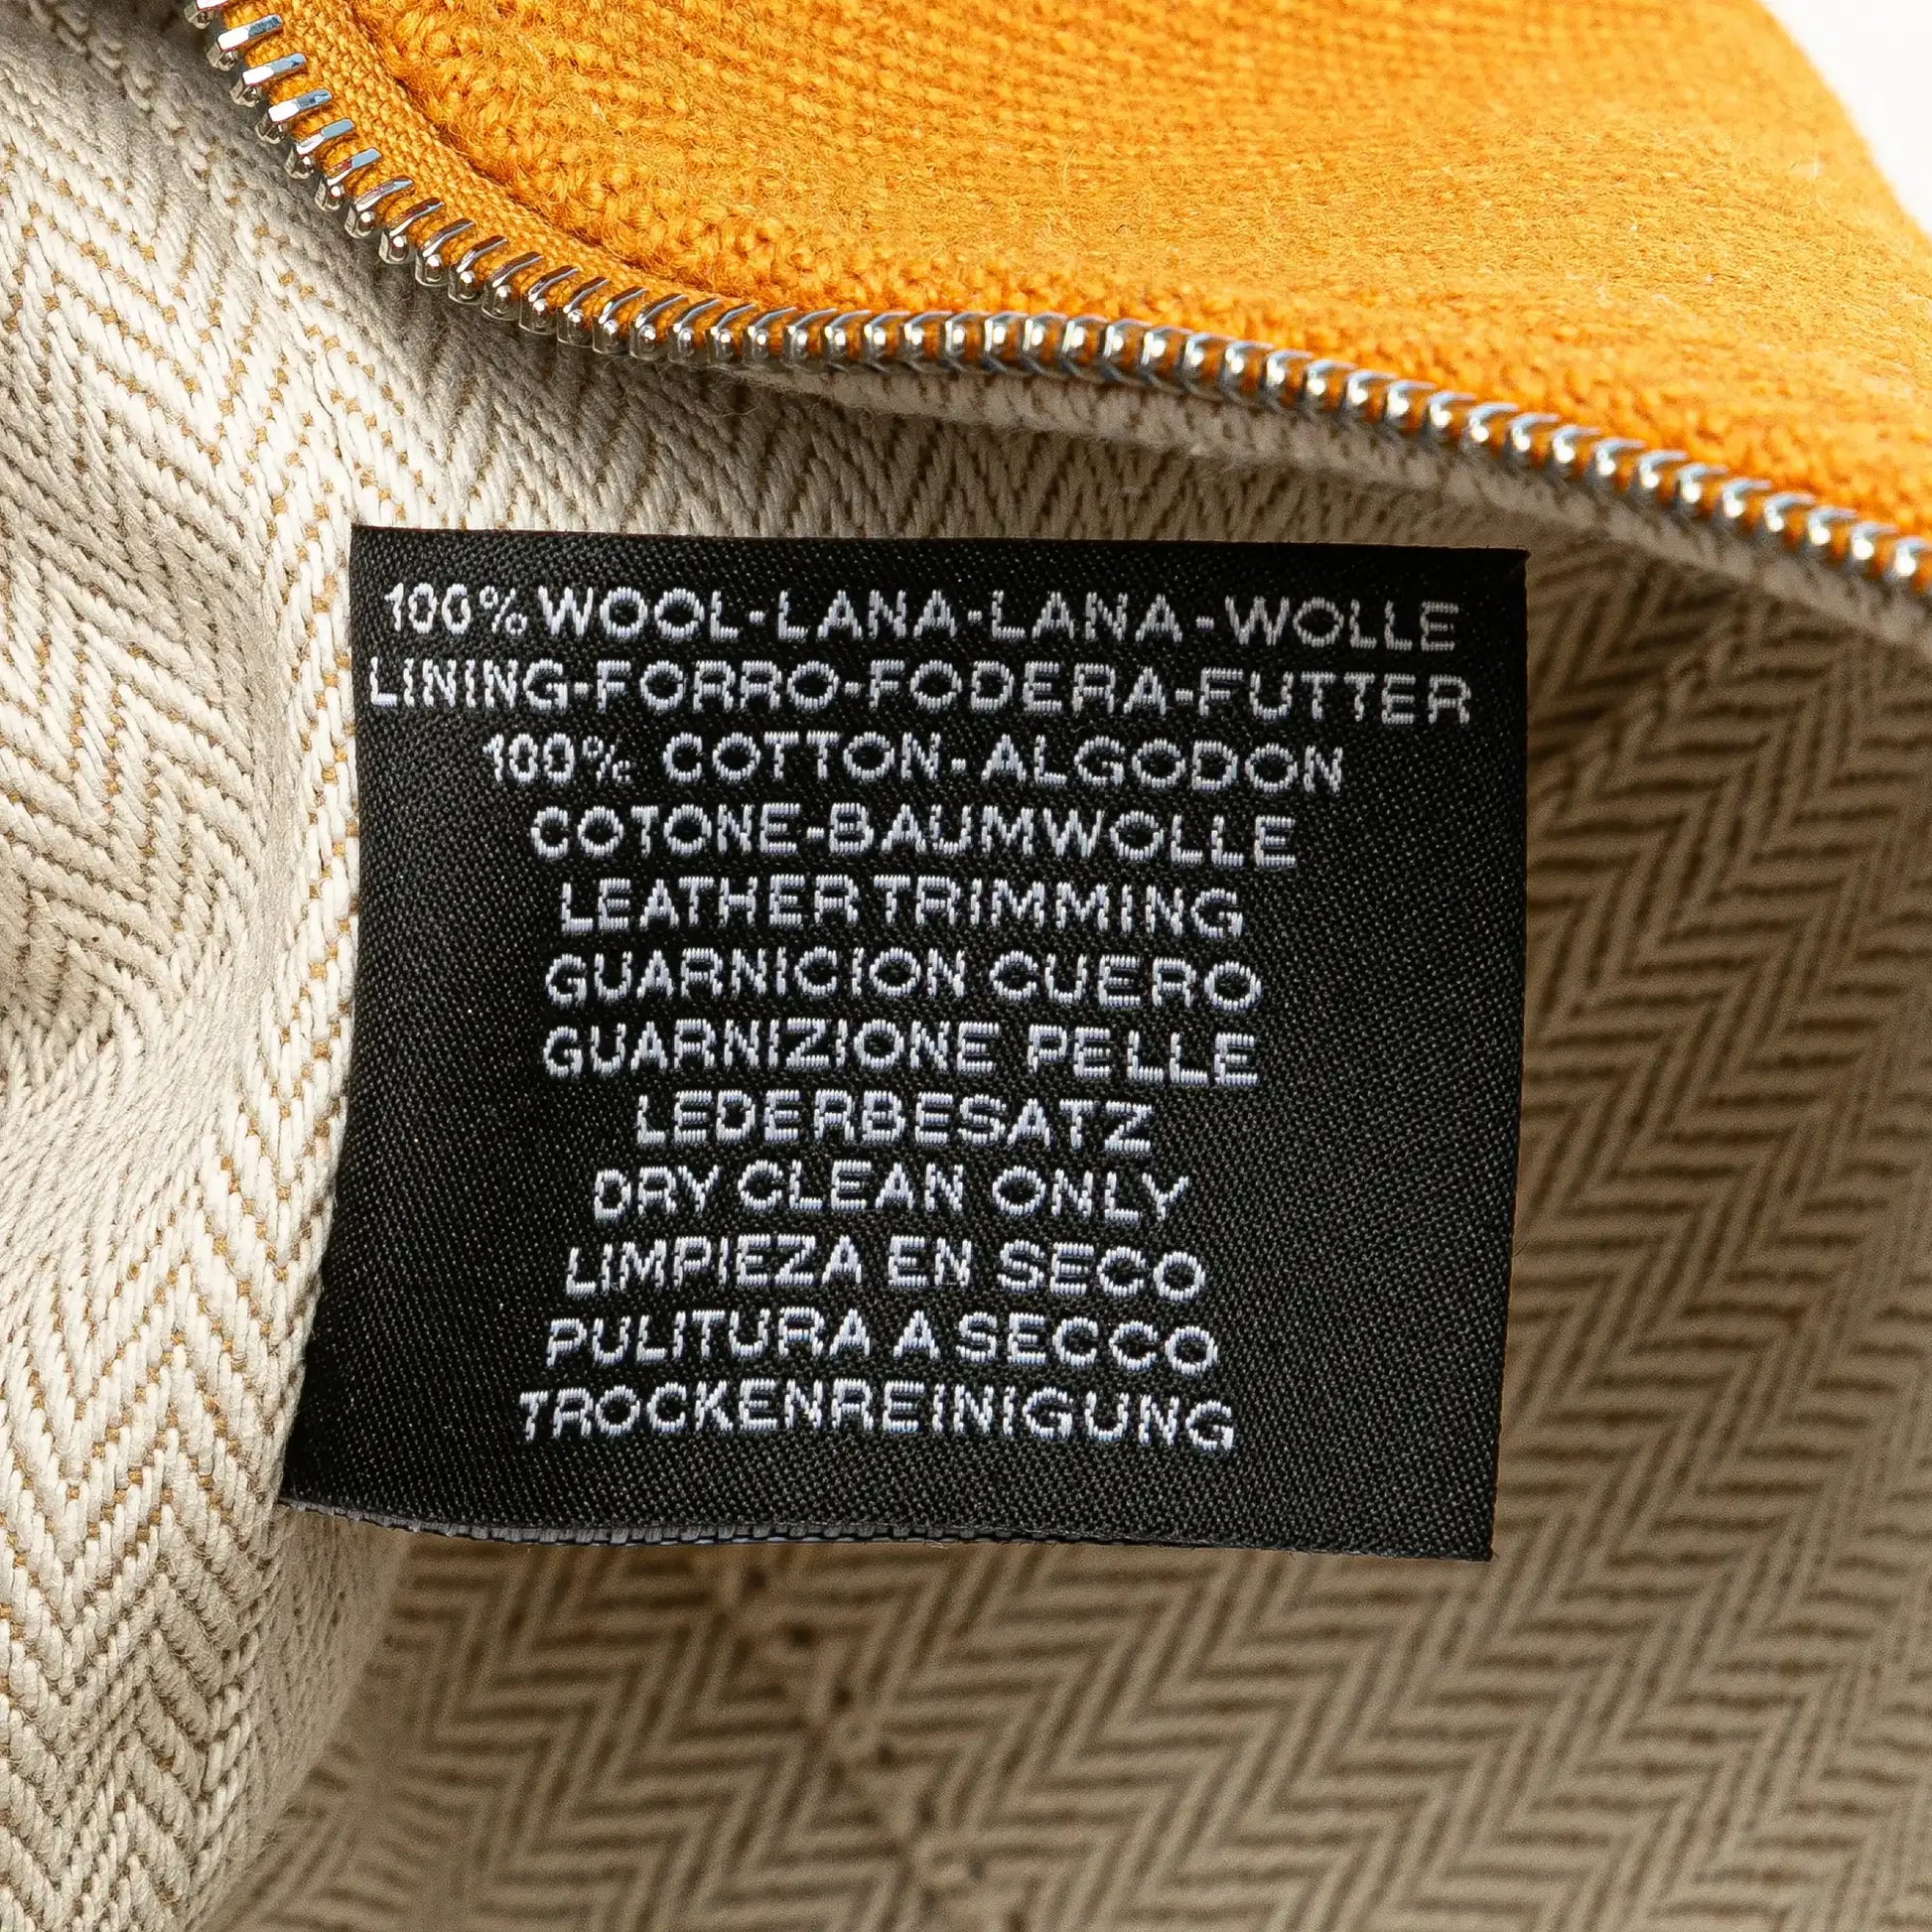 100% WOOL-LANA-LANA-WOLLE
LINING-FORRO-FODERA-FUTTER
100% COTTON-ALGODON
COTONE-BAUMWOLLE
LEATHER TRIMMING
GUARNICION CUERO
GUARNIZIONE PELLE
LEDERBESATZ
DRY CLEAN ONLY
LIMPIEZA EN SECO
PULITURA A SECCO
TROCKENREINIGUNG